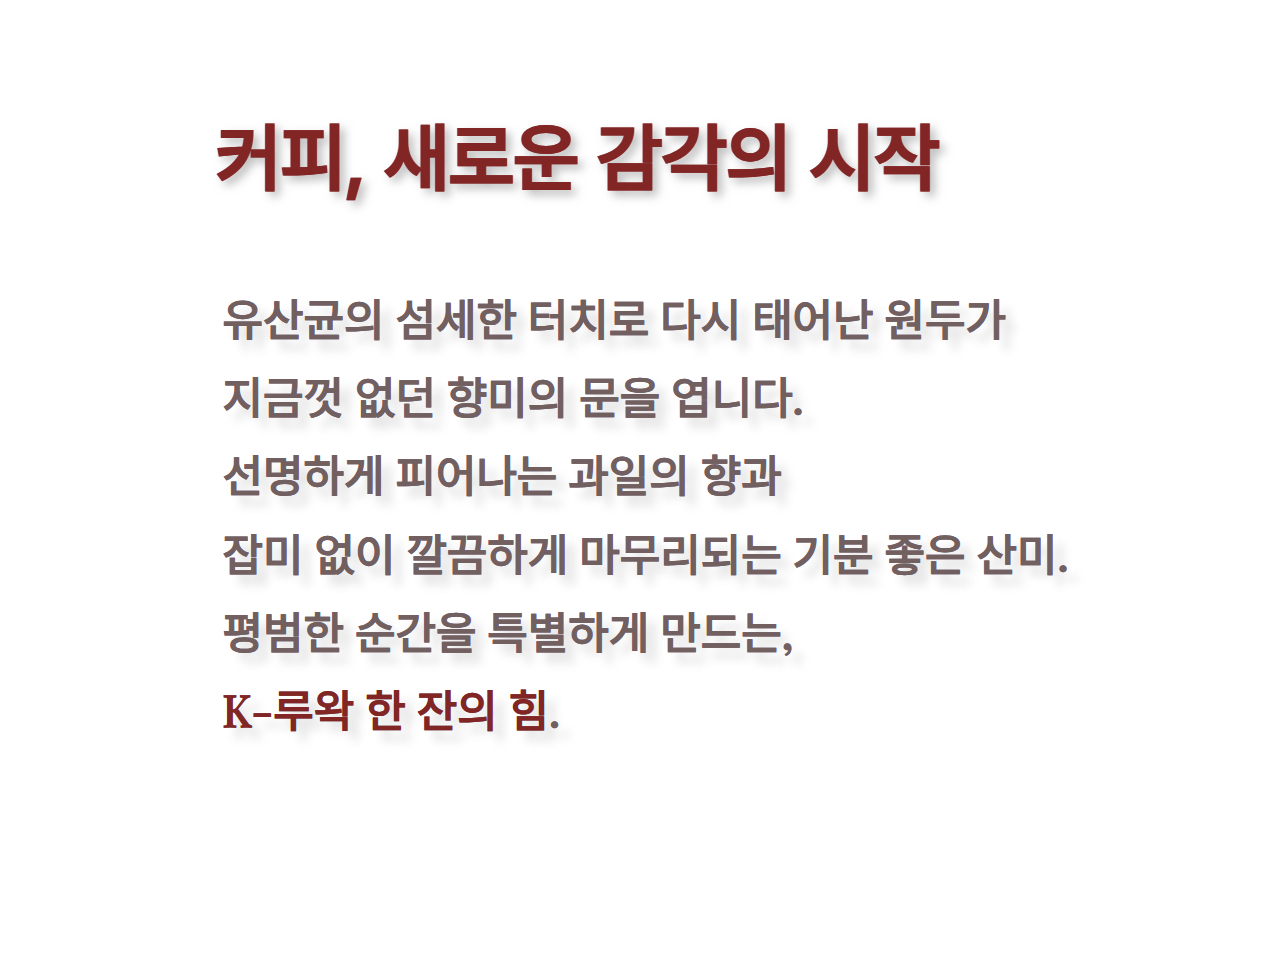 커피, 새로운 감각의 시작
유산균의 섬세한 터치로 다시 태어난 원두가
지금껏 없던 향미의 문을 엽니다.
선명하게 피어나는 과일의 향과
잡미 없이 깔끔하게 마무리되는 기분 좋은 산미.
평범한 순간을 특별하게 만드는,
K–루왁 한 잔의 힘.